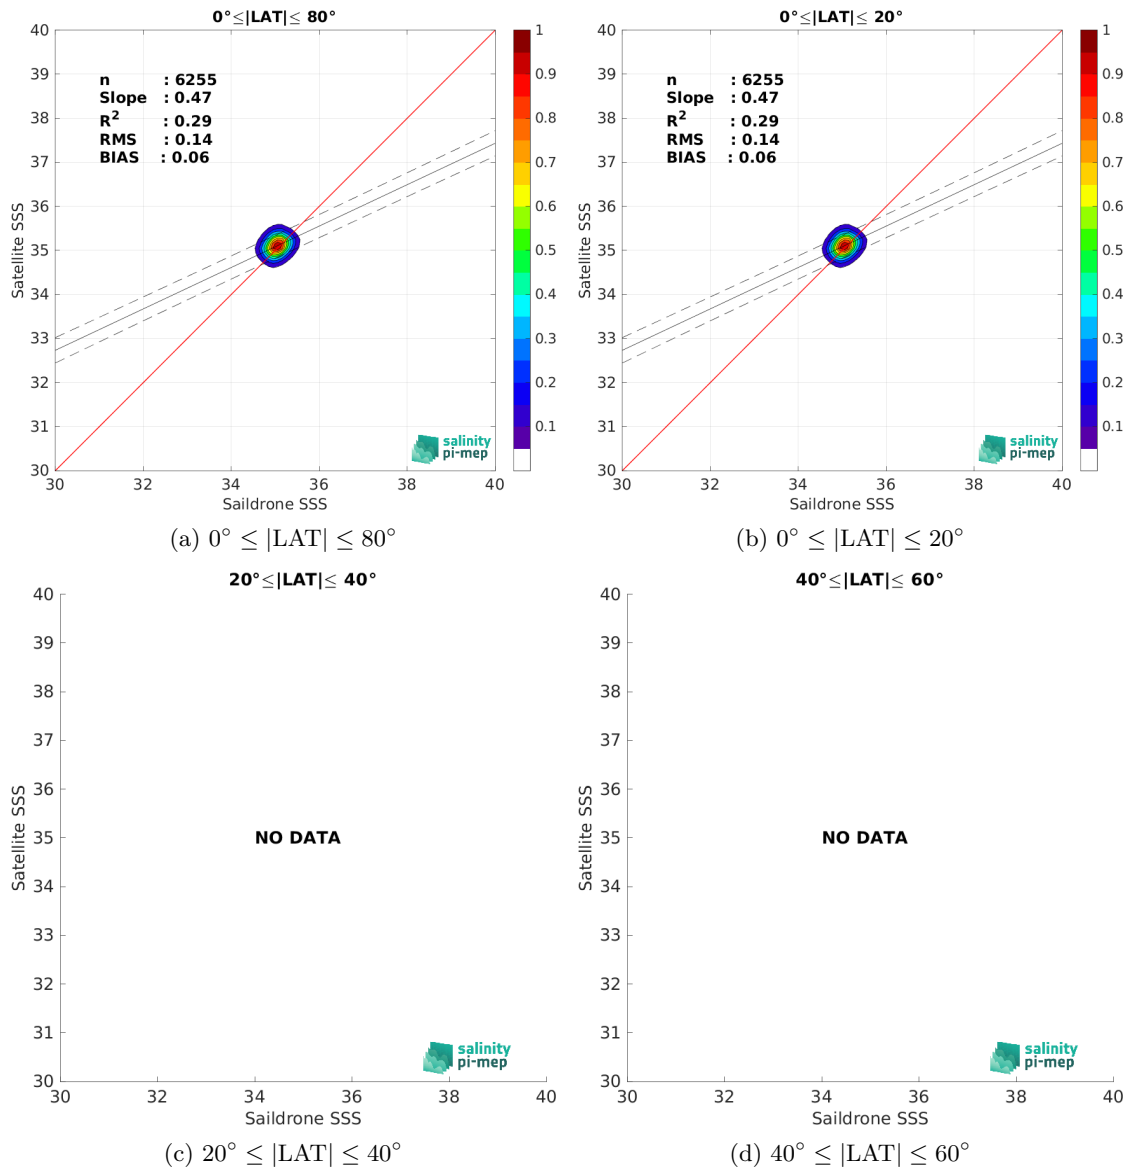 0°≤|LAT|≤ 80°
40
39
38
37
36
35
34
33
32
31
30
Satellite SSS
n : 6255
Slope : 0.47
R2 : 0.29
RMS : 0.14
BIAS : 0.06
salinity
pi-mep
30 32 34 36 38 40
Saildrone SSS
1
0.9
0.8
0.7
0.6
0.5
0.4
0.3
0.2
0.1
(a) 0° ≤ |LAT| ≤ 80°
0°≤|LAT|≤ 20°
40
39
38
37
36
35
34
33
32
31
30
Satellite SSS
n : 6255
Slope : 0.47
R2 : 0.29
RMS : 0.14
BIAS : 0.06
salinity
pi-mep
30 32 34 36 38 40
Saildrone SSS
1
0.9
0.8
0.7
0.6
0.5
0.4
0.3
0.2
0.1
(b) 0° ≤ |LAT| ≤ 20°
20°≤|LAT|≤ 40°
40
39
38
37
36
35
34
33
32
31
30
Satellite SSS
NO DATA
salinity
pi-mep
30 32 34 36 38 40
Saildrone SSS
(c) 20° ≤ |LAT| ≤ 40°
40°≤|LAT|≤ 60°
40
39
38
37
36
35
34
33
32
31
30
Satellite SSS
NO DATA
salinity
pi-mep
30 32 34 36 38 40
Saildrone SSS
(d) 40° ≤ |LAT| ≤ 60°